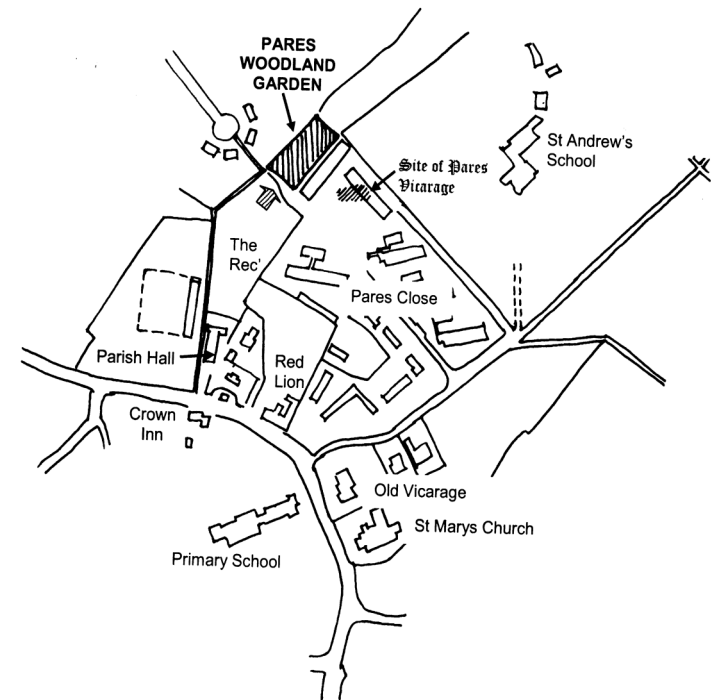 PARES
WOODLAND
GARDEN
St Andrew's
School
Site of Pares
Vicarage
The
Rec'
Pares Close
Parish Hall
Red
Lion
Crown
Inn
Old Vicarage
St Marys Church
Primary School